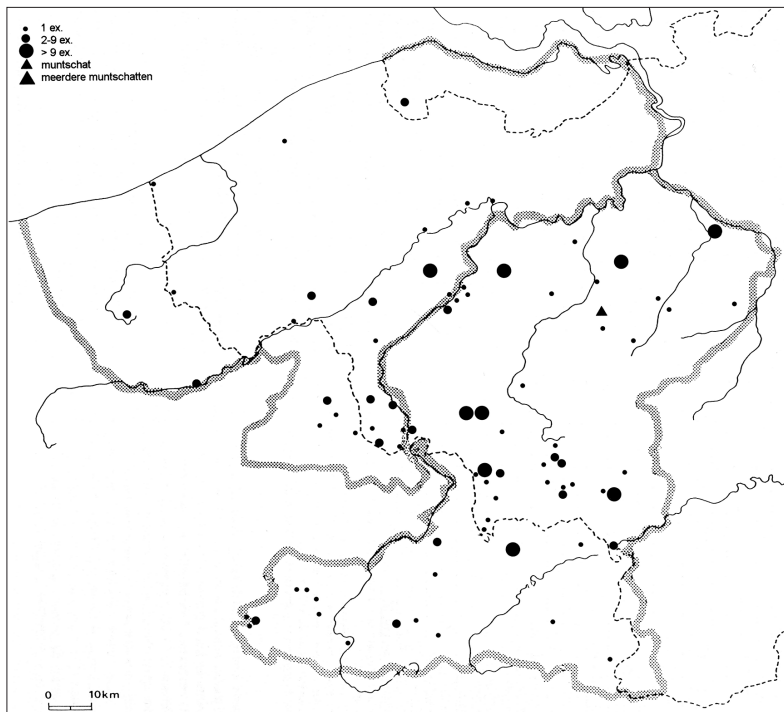 1 ex.
2-9 ex.
> 9 ex.
muntschat
meerdere muntschatten
0 10km